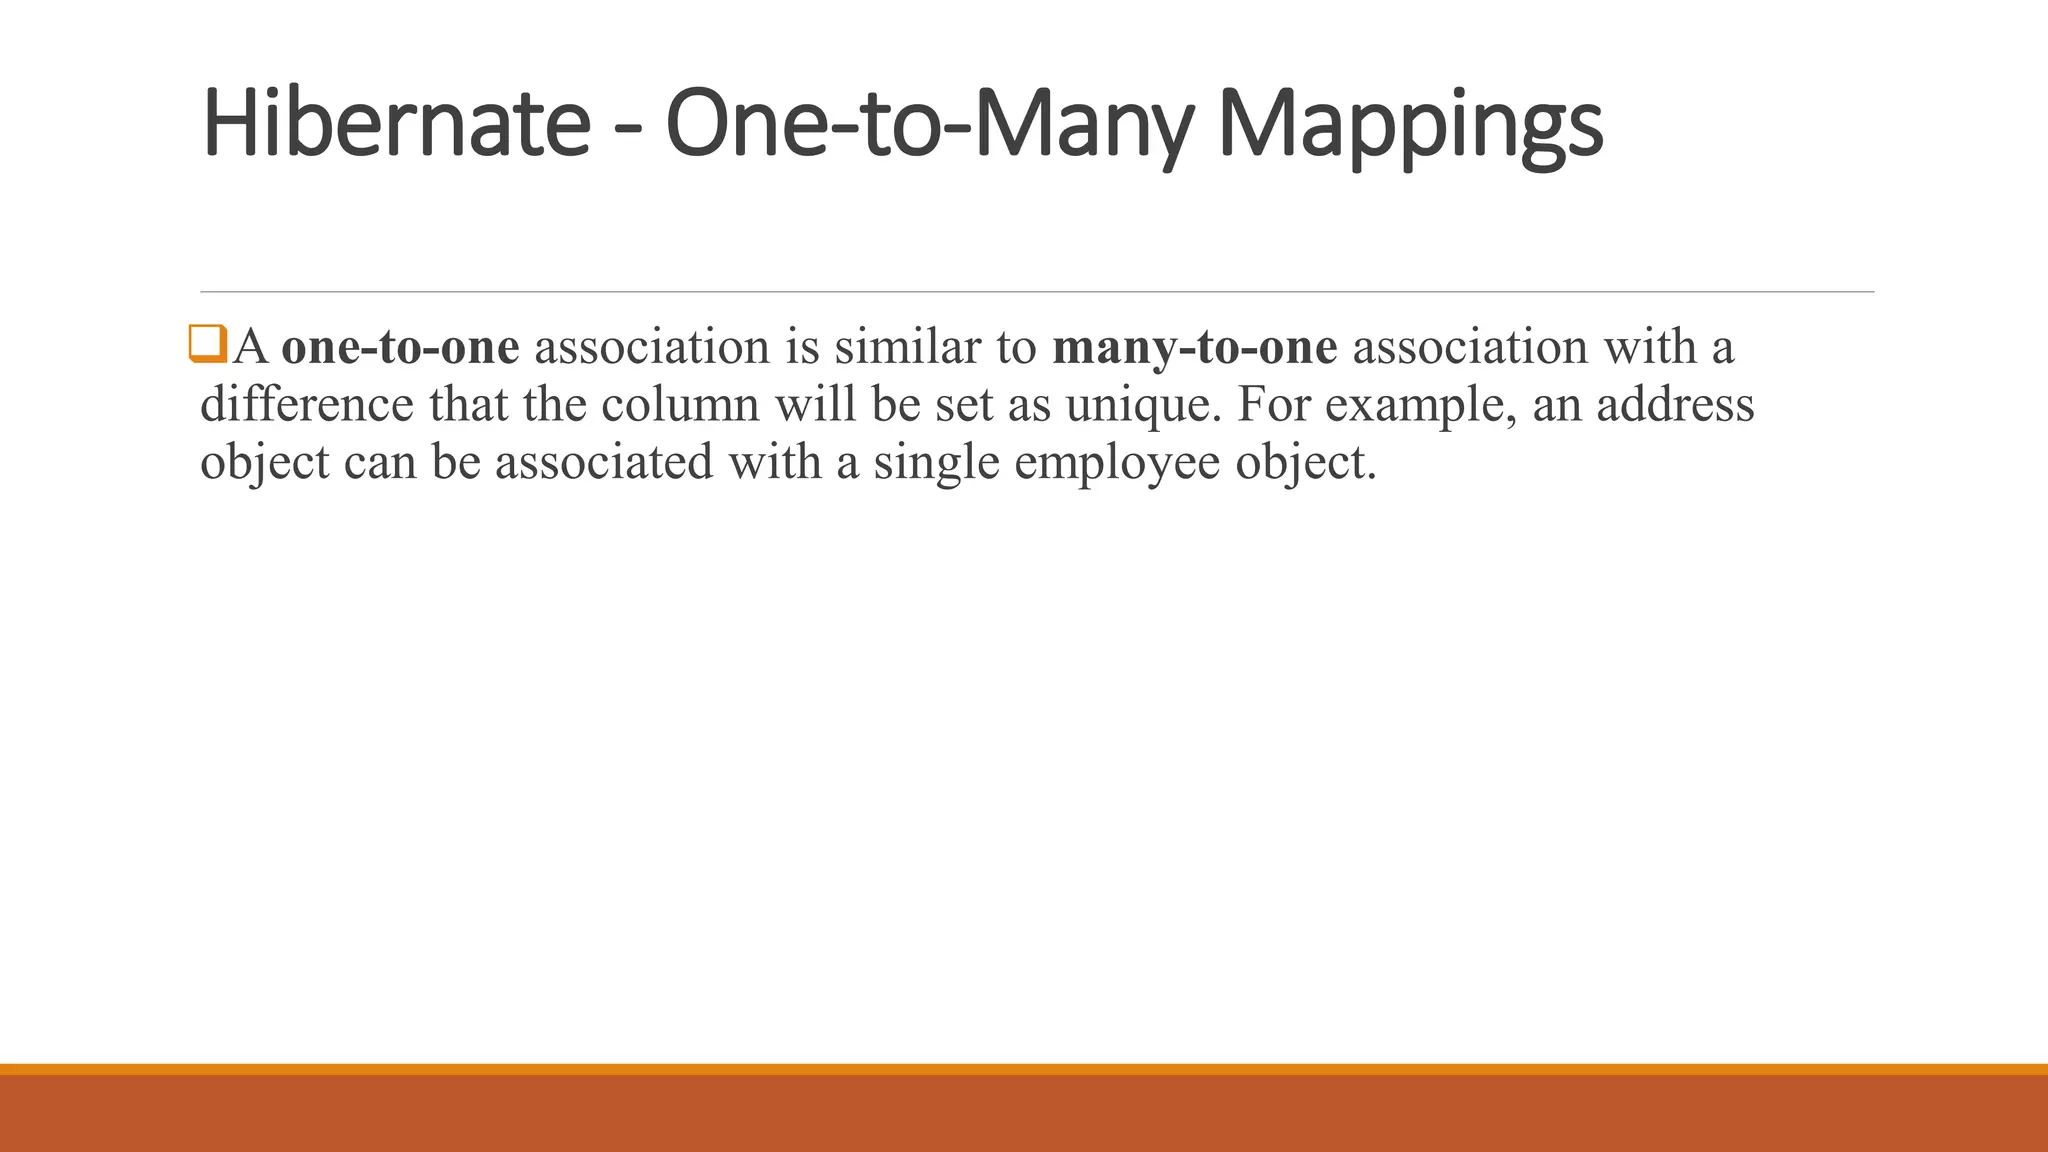 Hibernate - One-to-Many Mappings
A one-to-one association is similar to many-to-one association with a
difference that the column will be set as unique. For example, an address
object can be associated with a single employee object.